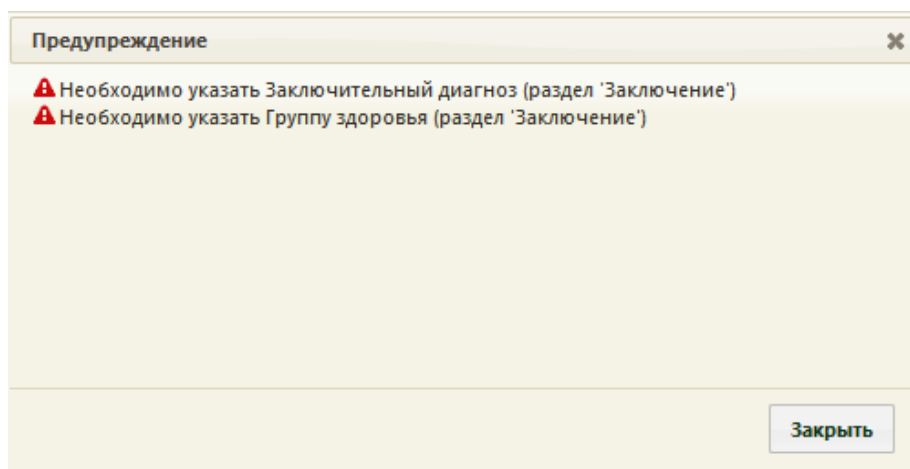 Предупреждение
Необходимо указать Заключительный диагноз (раздел 'Заключение')
Необходимо указать Группу здоровья (раздел 'Заключение')
Закрыть